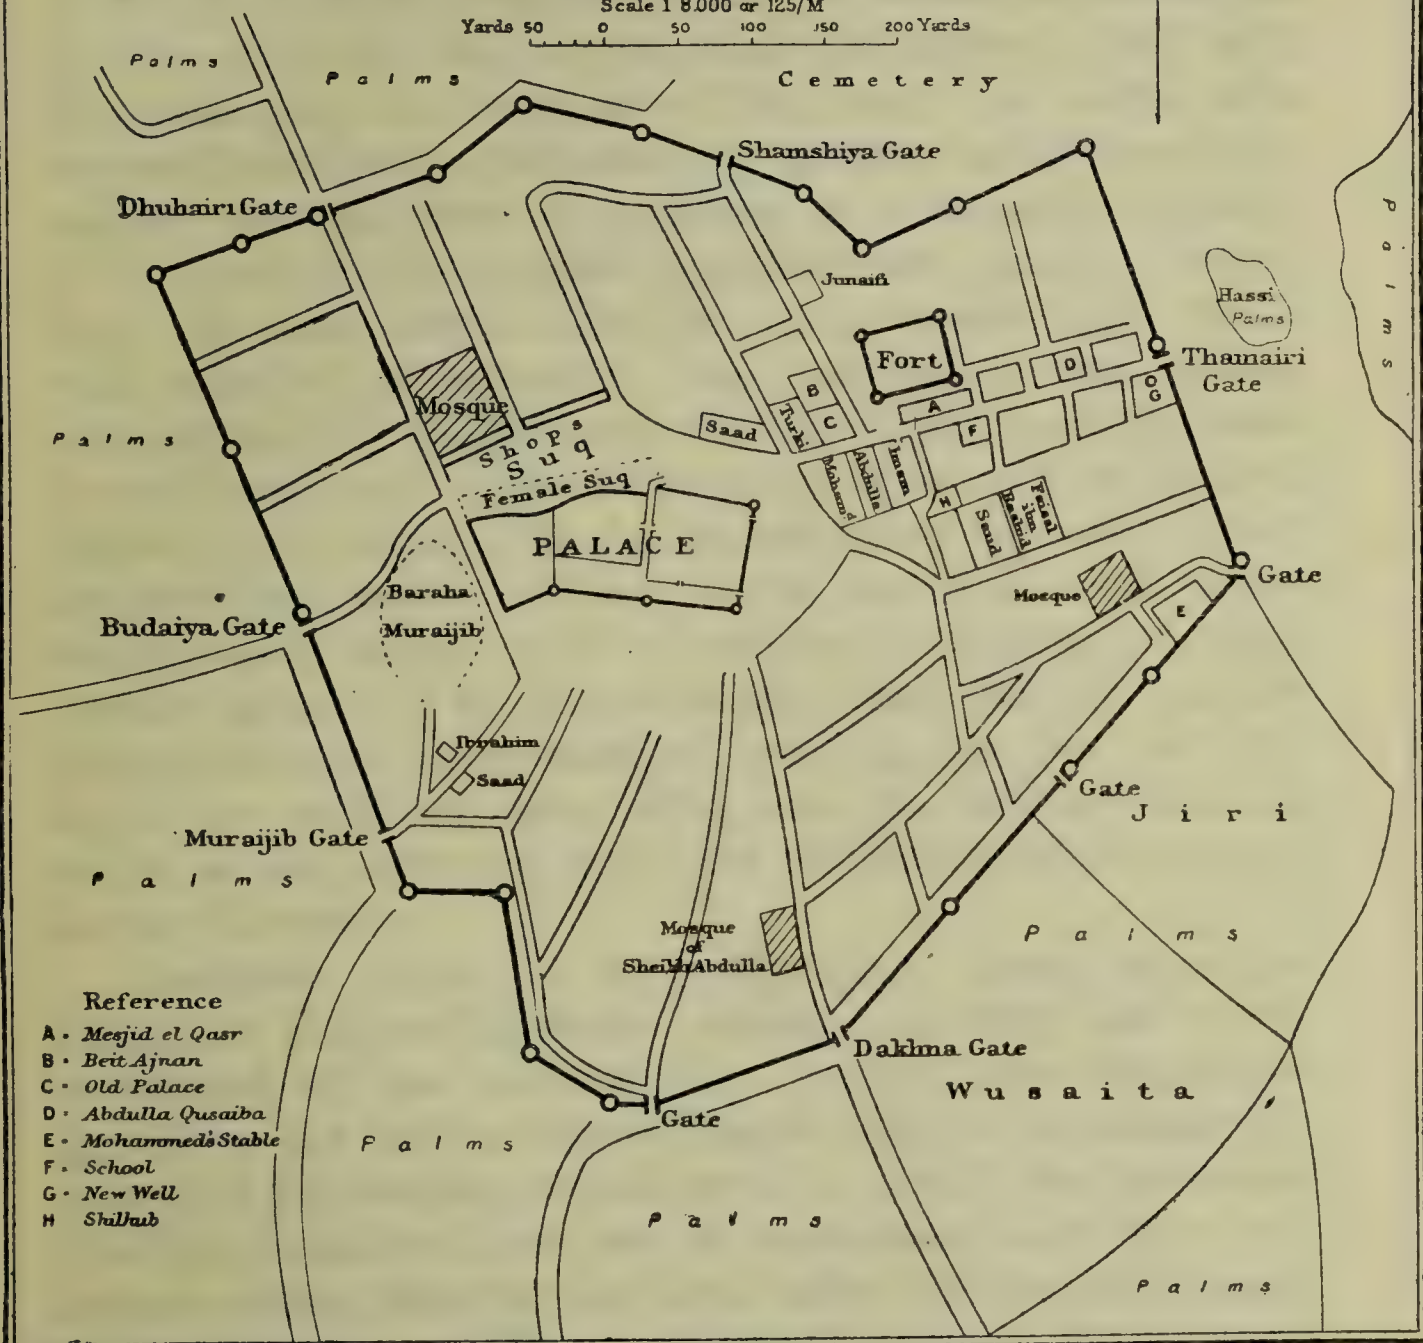 Scale 1 8.000 or 125/M
Yards 50 0 50 100 150 200 Yards
Palms
Palms
Cemetery
Shamshiya Gate
Dhuhairi Gate
Palms
Junaifi
Hassi
Palms
Fort
Thamairi
Gate
D
B
C
A
G
F
Turki
Mosque
Saad
Palms
Shops
Suq
Female Suq
Mohamd
Abdulla
Imam
H
Saud
Faisal
ibn
Rashid
PALACE
Gate
Baraha
Muraijib
Mosque
E
Budaiya Gate
Ibrahim
Saad
Gate
Jiri
Muraijib Gate
Palms
Mosque
of
Sheikh Abdulla
Palms
Reference
A. Mesjid el Qasr
B. Beit Ajnan
C. Old Palace
D. Abdulla Qusaiba
E. Mohammed's Stable
F. School
G. New Well
H
Dakhna Gate
Wusaita
Gate
Palms
Palms
Palms